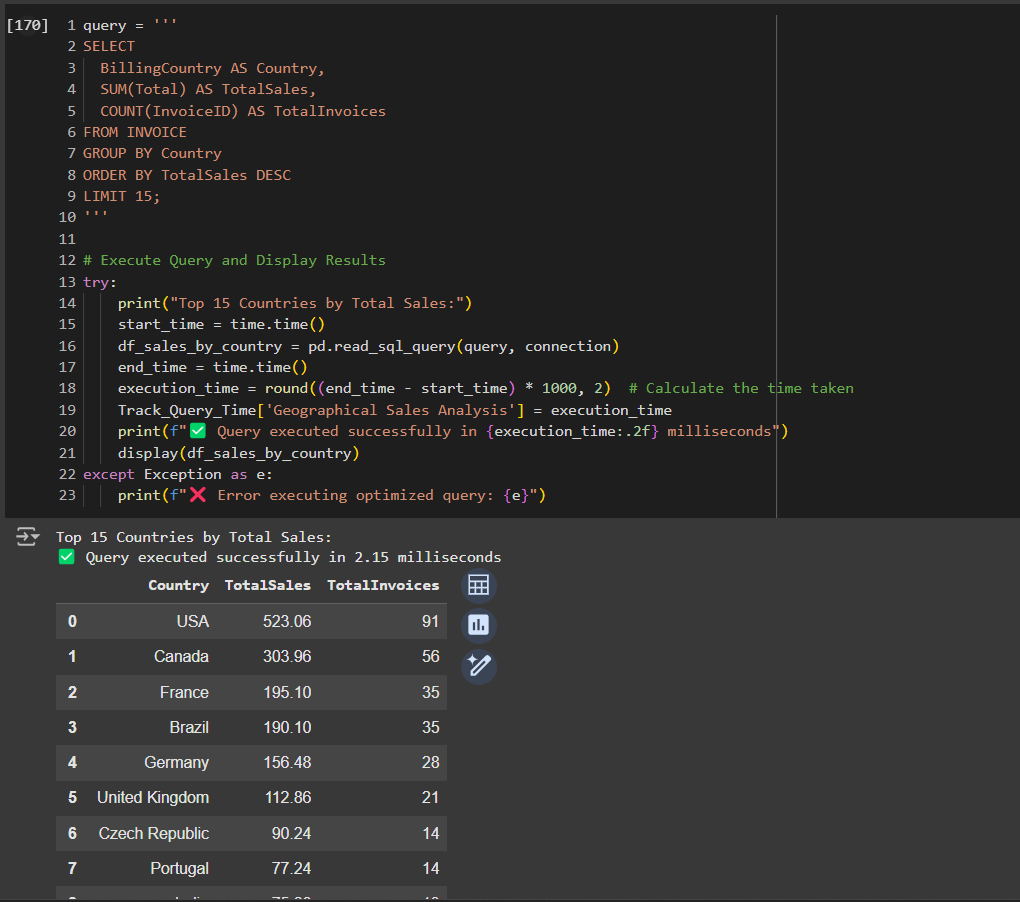 [170]
1 query = '''
2 SELECT
3 BillingCountry AS Country,
4 SUM(Total) AS TotalSales,
5 COUNT(InvoiceID) AS TotalInvoices
6 FROM INVOICE
7 GROUP BY Country
8 ORDER BY TotalSales DESC
9 LIMIT 15;
10 '''
11
12 # Execute Query and Display Results
13 try:
14 print("Top 15 Countries by Total Sales:")
15 start_time = time.time()
16 df_sales_by_country = pd.read_sql_query(query, connection)
17 end_time = time.time()
18 execution_time = round((end_time - start_time) * 1000, 2) # Calculate the time taken
19 Track_Query_Time['Geographical Sales Analysis'] = execution_time
20 print(f"✅ Query executed successfully in {execution_time:.2f} milliseconds")
21 display(df_sales_by_country)
22 except Exception as e:
23 print(f"❌ Error executing optimized query: {e}")
Top 15 Countries by Total Sales:
✅ Query executed successfully in 2.15 milliseconds
Country TotalSales TotalInvoices
0 USA 523.06 91
1 Canada 303.96 56
2 France 195.10 35
3 Brazil 190.10 35
4 Germany 156.48 28
5 United Kingdom 112.86 21
6 Czech Republic 90.24 14
7 Portugal 77.24 14